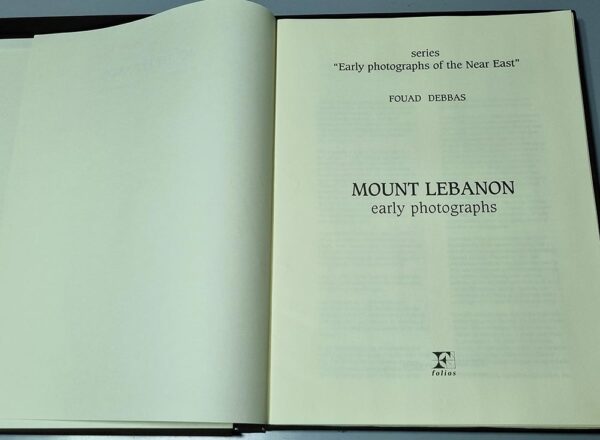 series
"Early photographs of the Near East"
FOUAD DEBBAS
MOUNT LEBANON
early photographs
F
folios